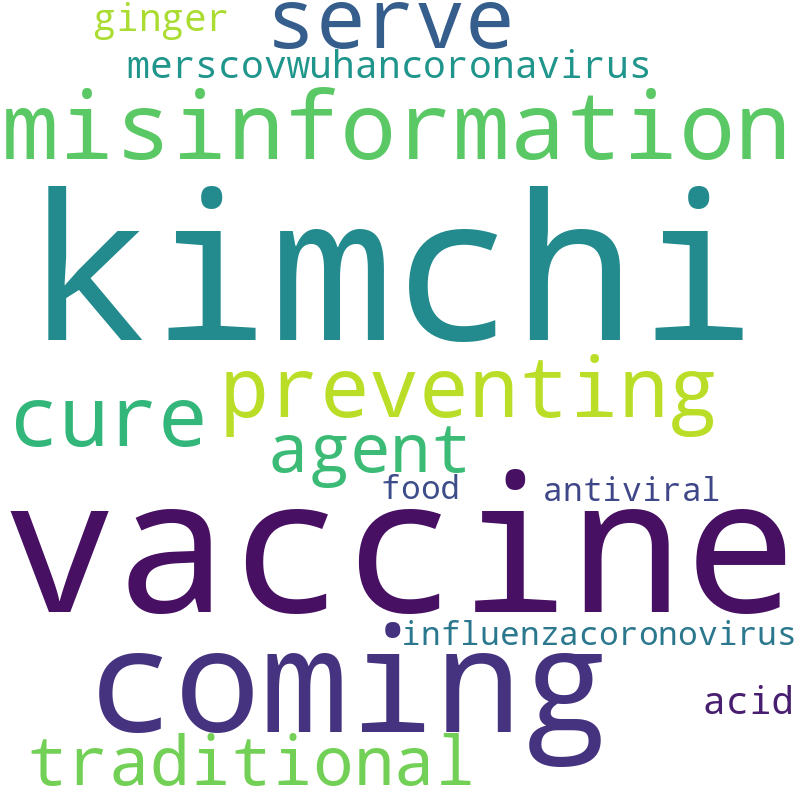 ginger serve
merscovwuhancoronavirus
misinformation
kimchi
preventing
cure
agent
food antiviral
vaccine
influenzacoronovirus
coming
acid
traditional